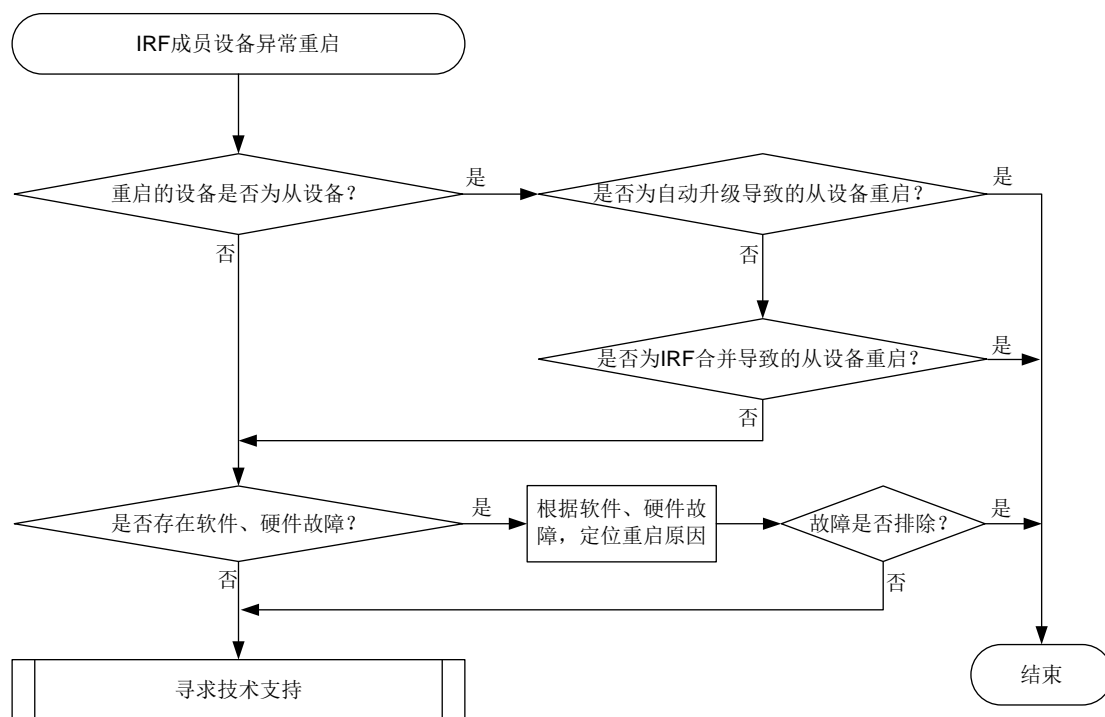 IRF成员设备异常重启
重启的设备是否为从设备？
是
是否为自动升级导致的从设备重启？
是
否
否
是否为IRF合并导致的从设备重启？
是
否
是否存在软件、硬件故障？
是
根据软件、硬件故
障，定位重启原因
故障是否排除？
是
否
否
寻求技术支持
结束